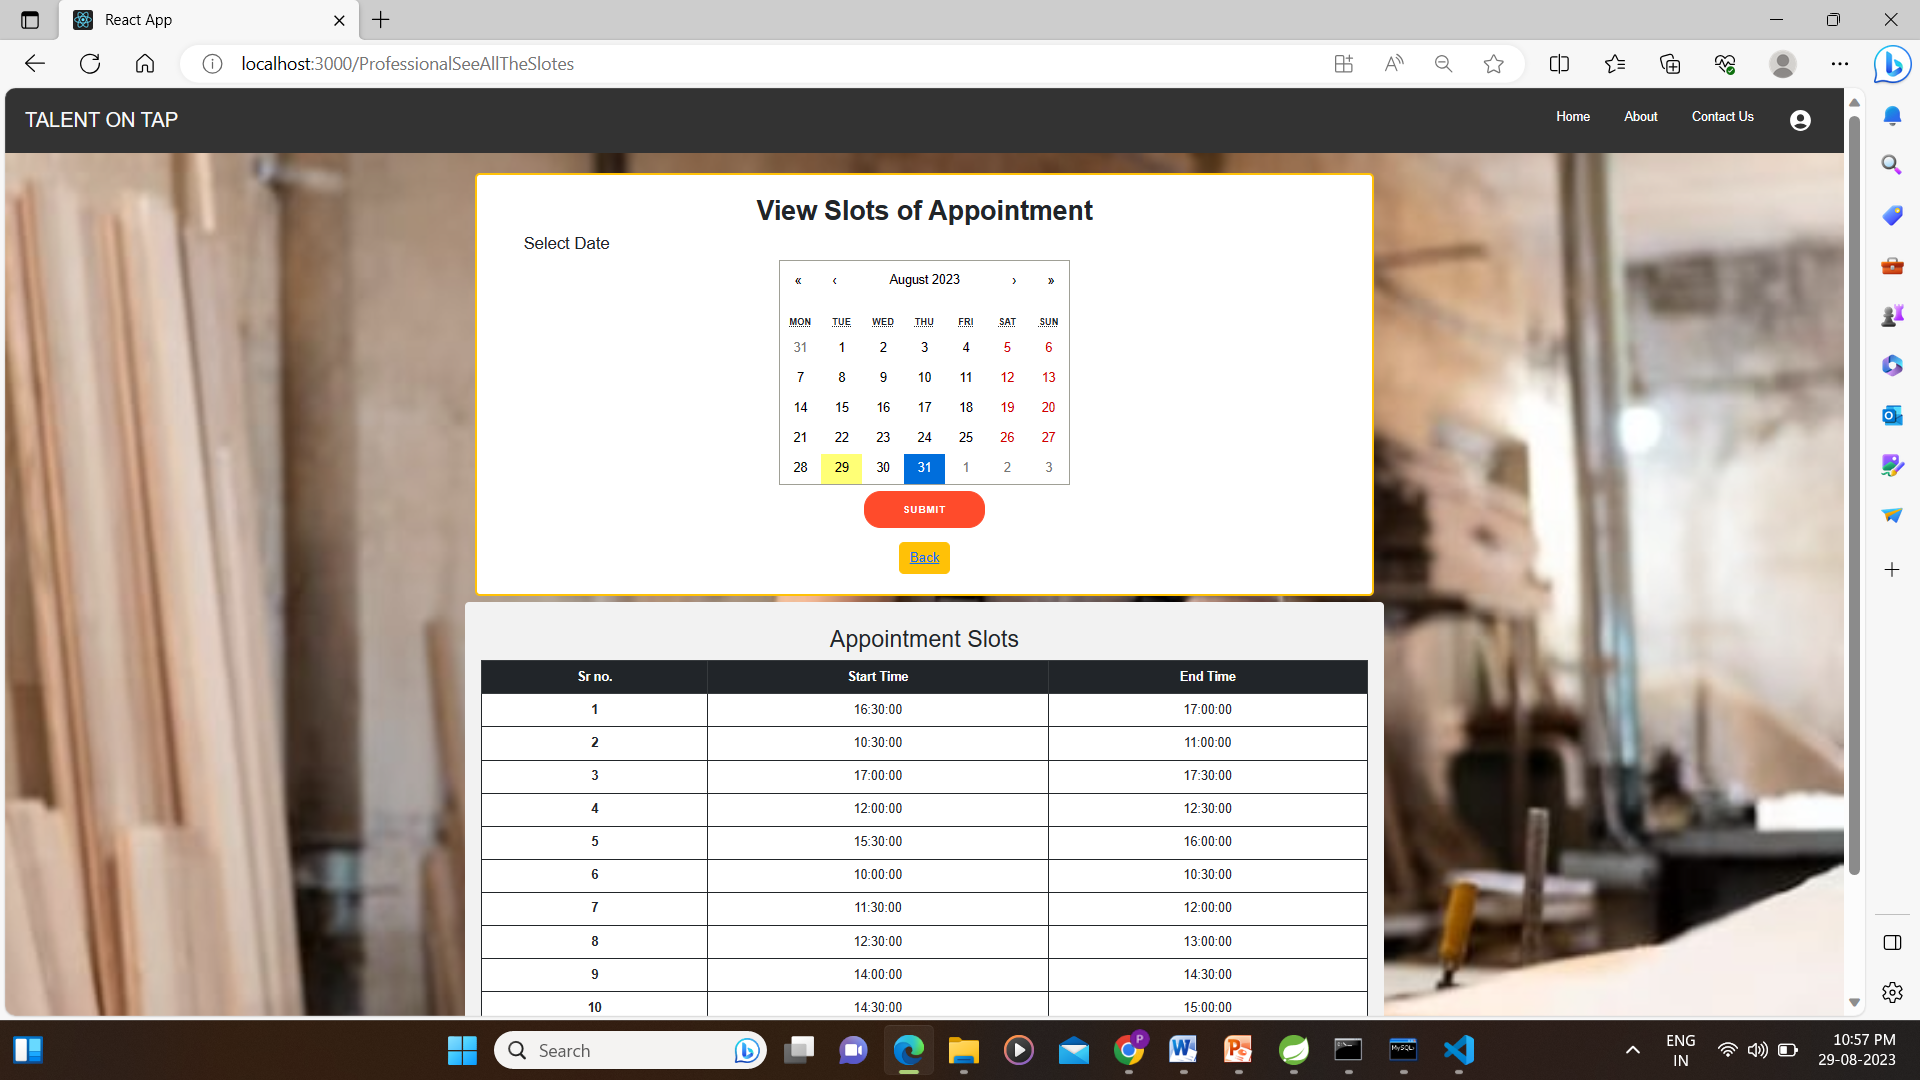 React App
localhost:3000/ProfessionalSeeAllTheSlotes
TALENT ON TAP
Home About Contact Us
View Slots of Appointment
Select Date
« ‹ August 2023 › »
MON TUE WED THU FRI SAT SUN
31 1 2 3 4 5 6
7 8 9 10 11 12 13
14 15 16 17 18 19 20
21 22 23 24 25 26 27
28 29 30 31 1 2 3
SUBMIT
Back
Appointment Slots
Sr no. Start Time End Time
1 16:30:00 17:00:00
2 10:30:00 11:00:00
3 17:00:00 17:30:00
4 12:00:00 12:30:00
5 15:30:00 16:00:00
6 10:00:00 10:30:00
7 11:30:00 12:00:00
8 12:30:00 13:00:00
9 14:00:00 14:30:00
10 14:30:00 15:00:00
Search
P
MySQL
ENG
IN
10:57 PM
29-08-2023